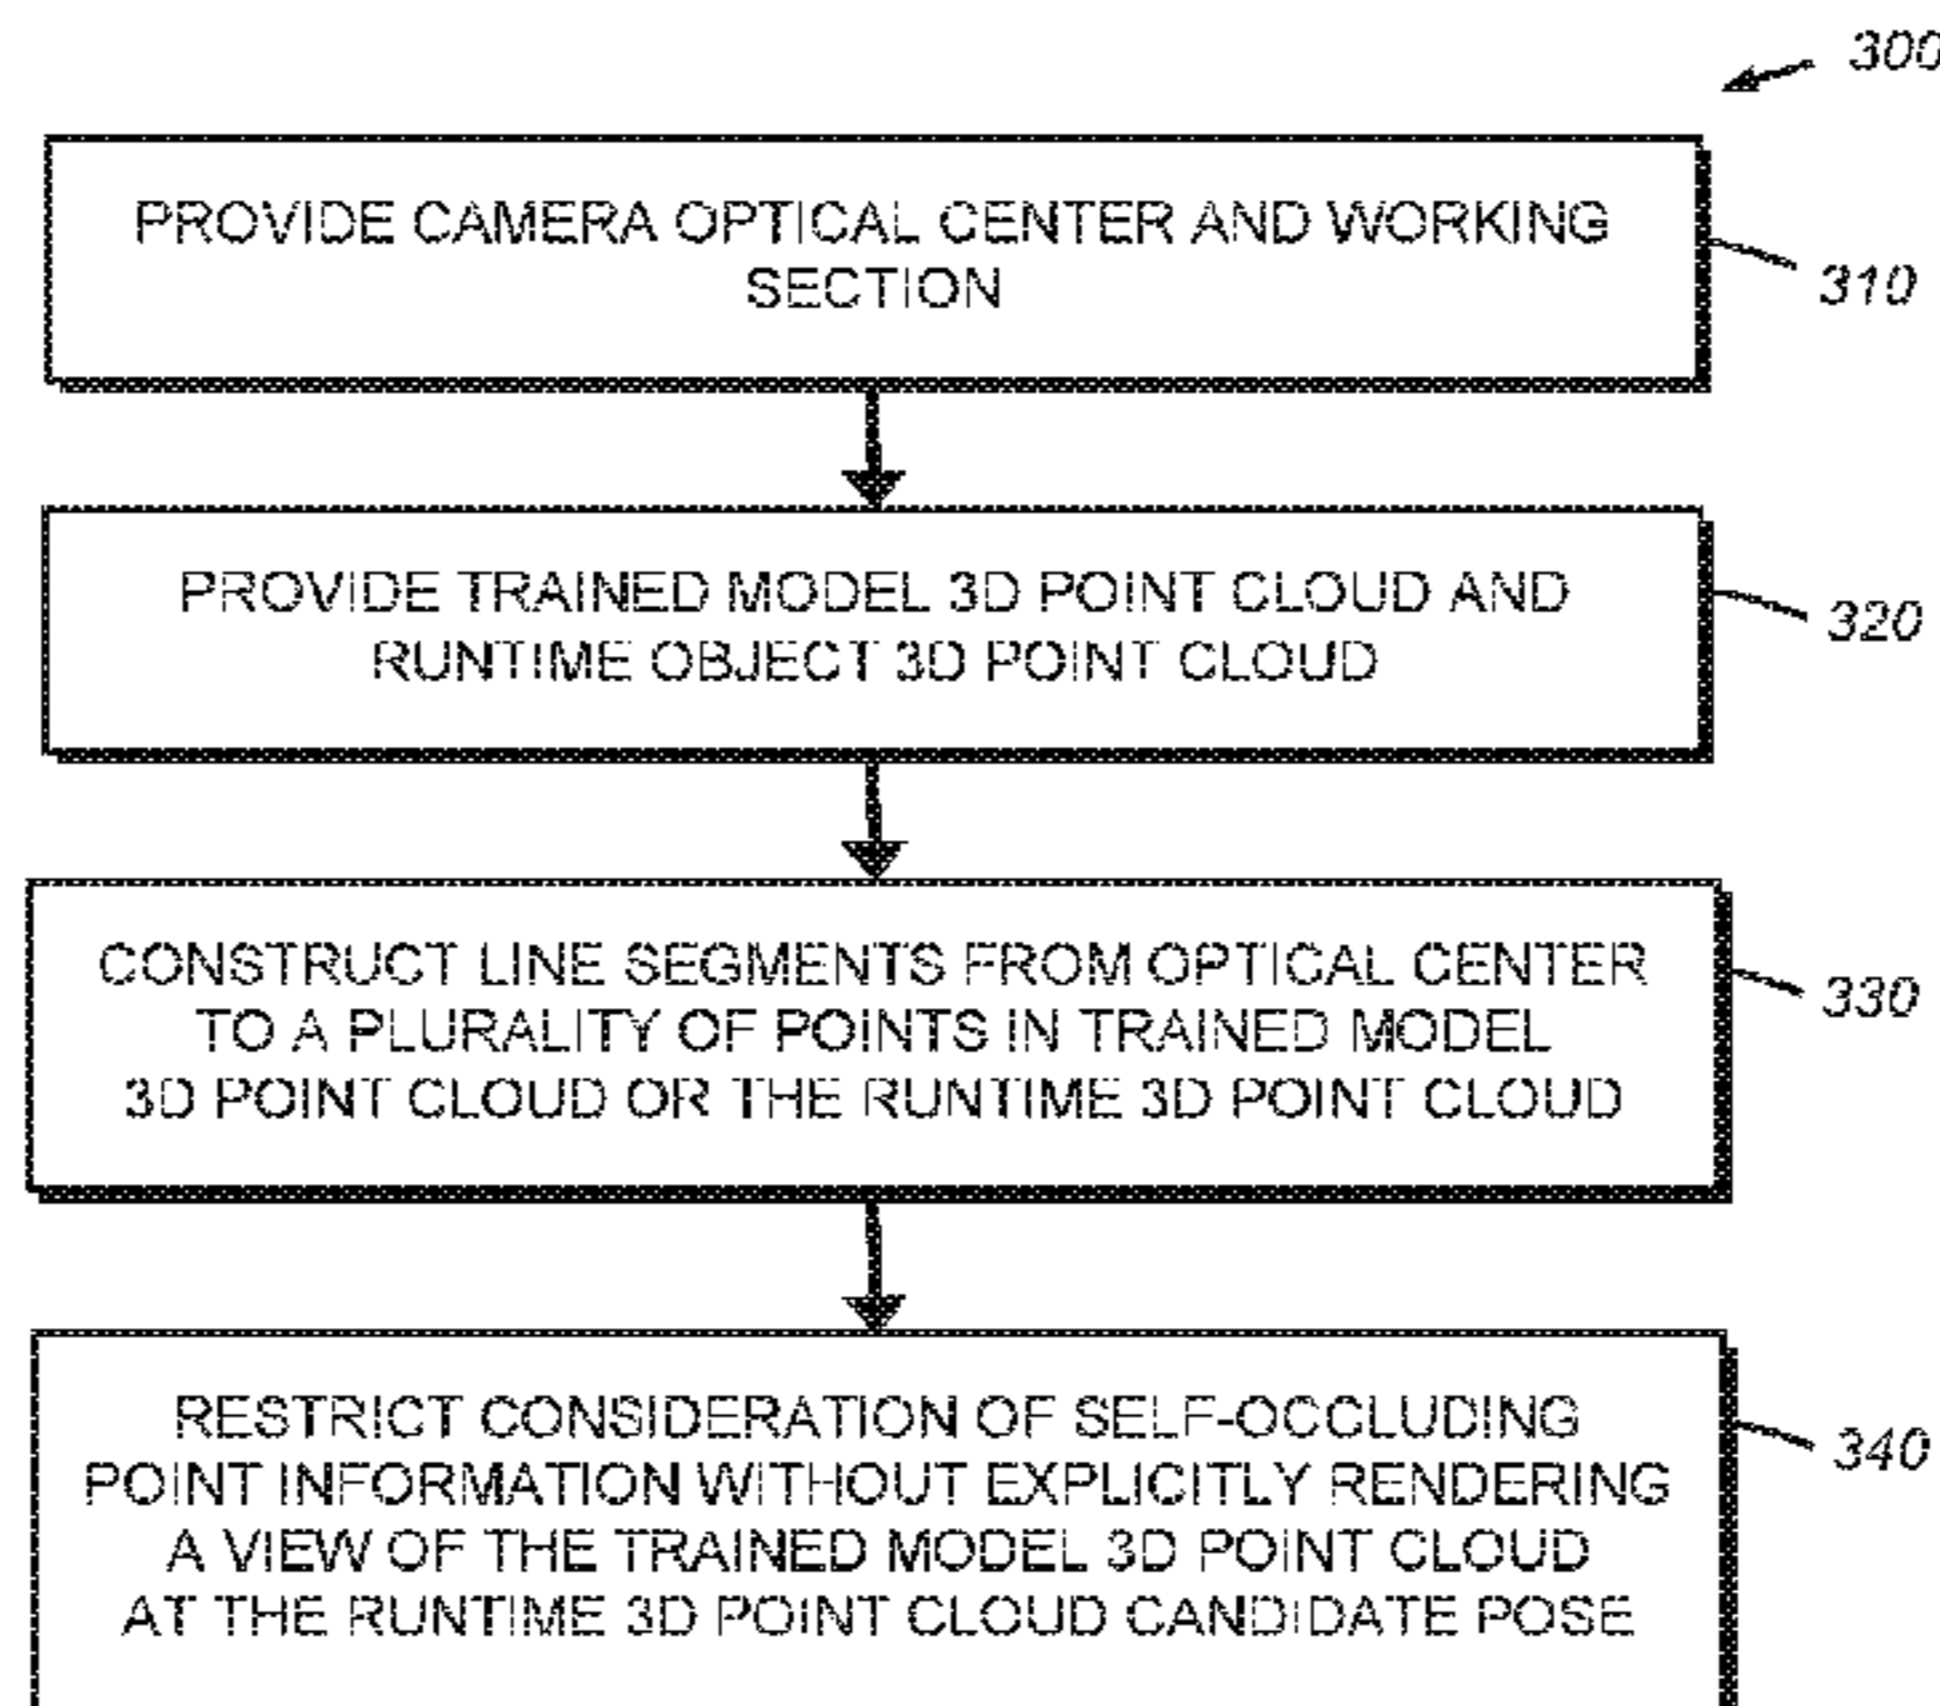 300
PROVIDE CAMERA OPTICAL CENTER AND WORKING
SECTION
310
PROVIDE TRAINED MODEL 3D POINT CLOUD AND
RUNTIME OBJECT 3D POINT CLOUD
320
CONSTRUCT LINE SEGMENTS FROM OPTICAL CENTER
TO A PLURALITY OF POINTS IN TRAINED MODEL
3D POINT CLOUD OR THE RUNTIME 3D POINT CLOUD
330
RESTRICT CONSIDERATION OF SELF-OCCLUDING
POINT INFORMATION WITHOUT EXPLICITLY RENDERING
A VIEW OF THE TRAINED MODEL 3D POINT CLOUD
AT THE RUNTIME 3D POINT CLOUD CANDIDATE POSE
340